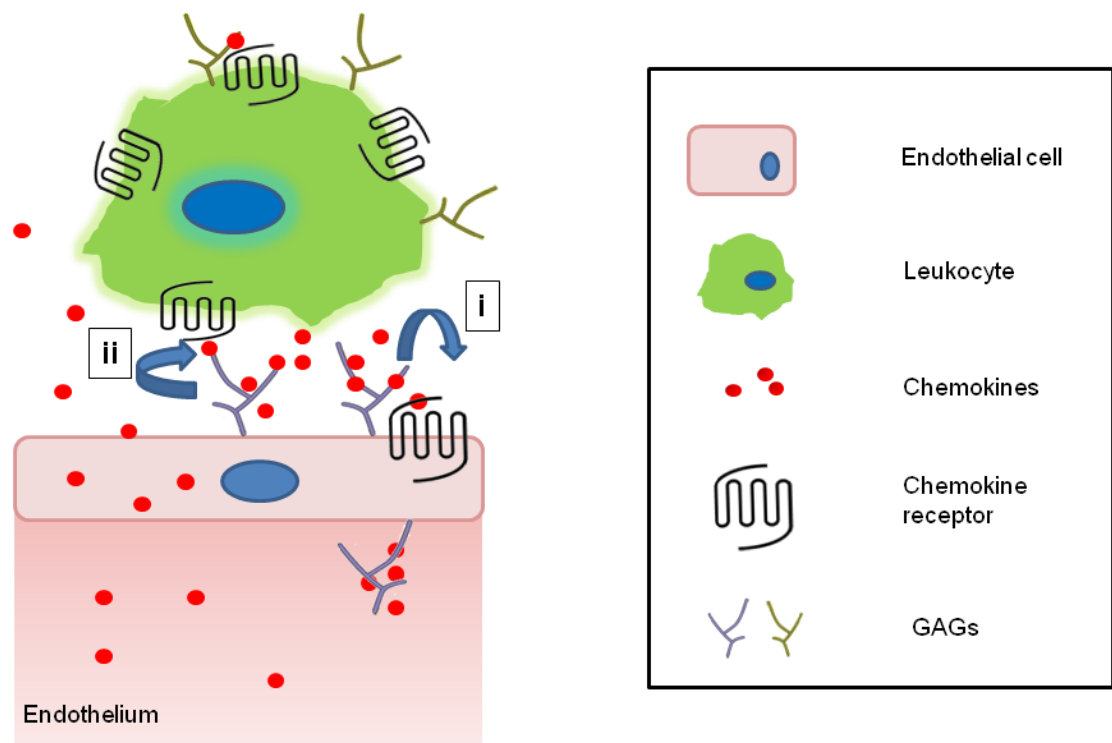 i
ii
Endothelium
Endothelial cell
Leukocyte
Chemokines
Chemokine
receptor
GAGs